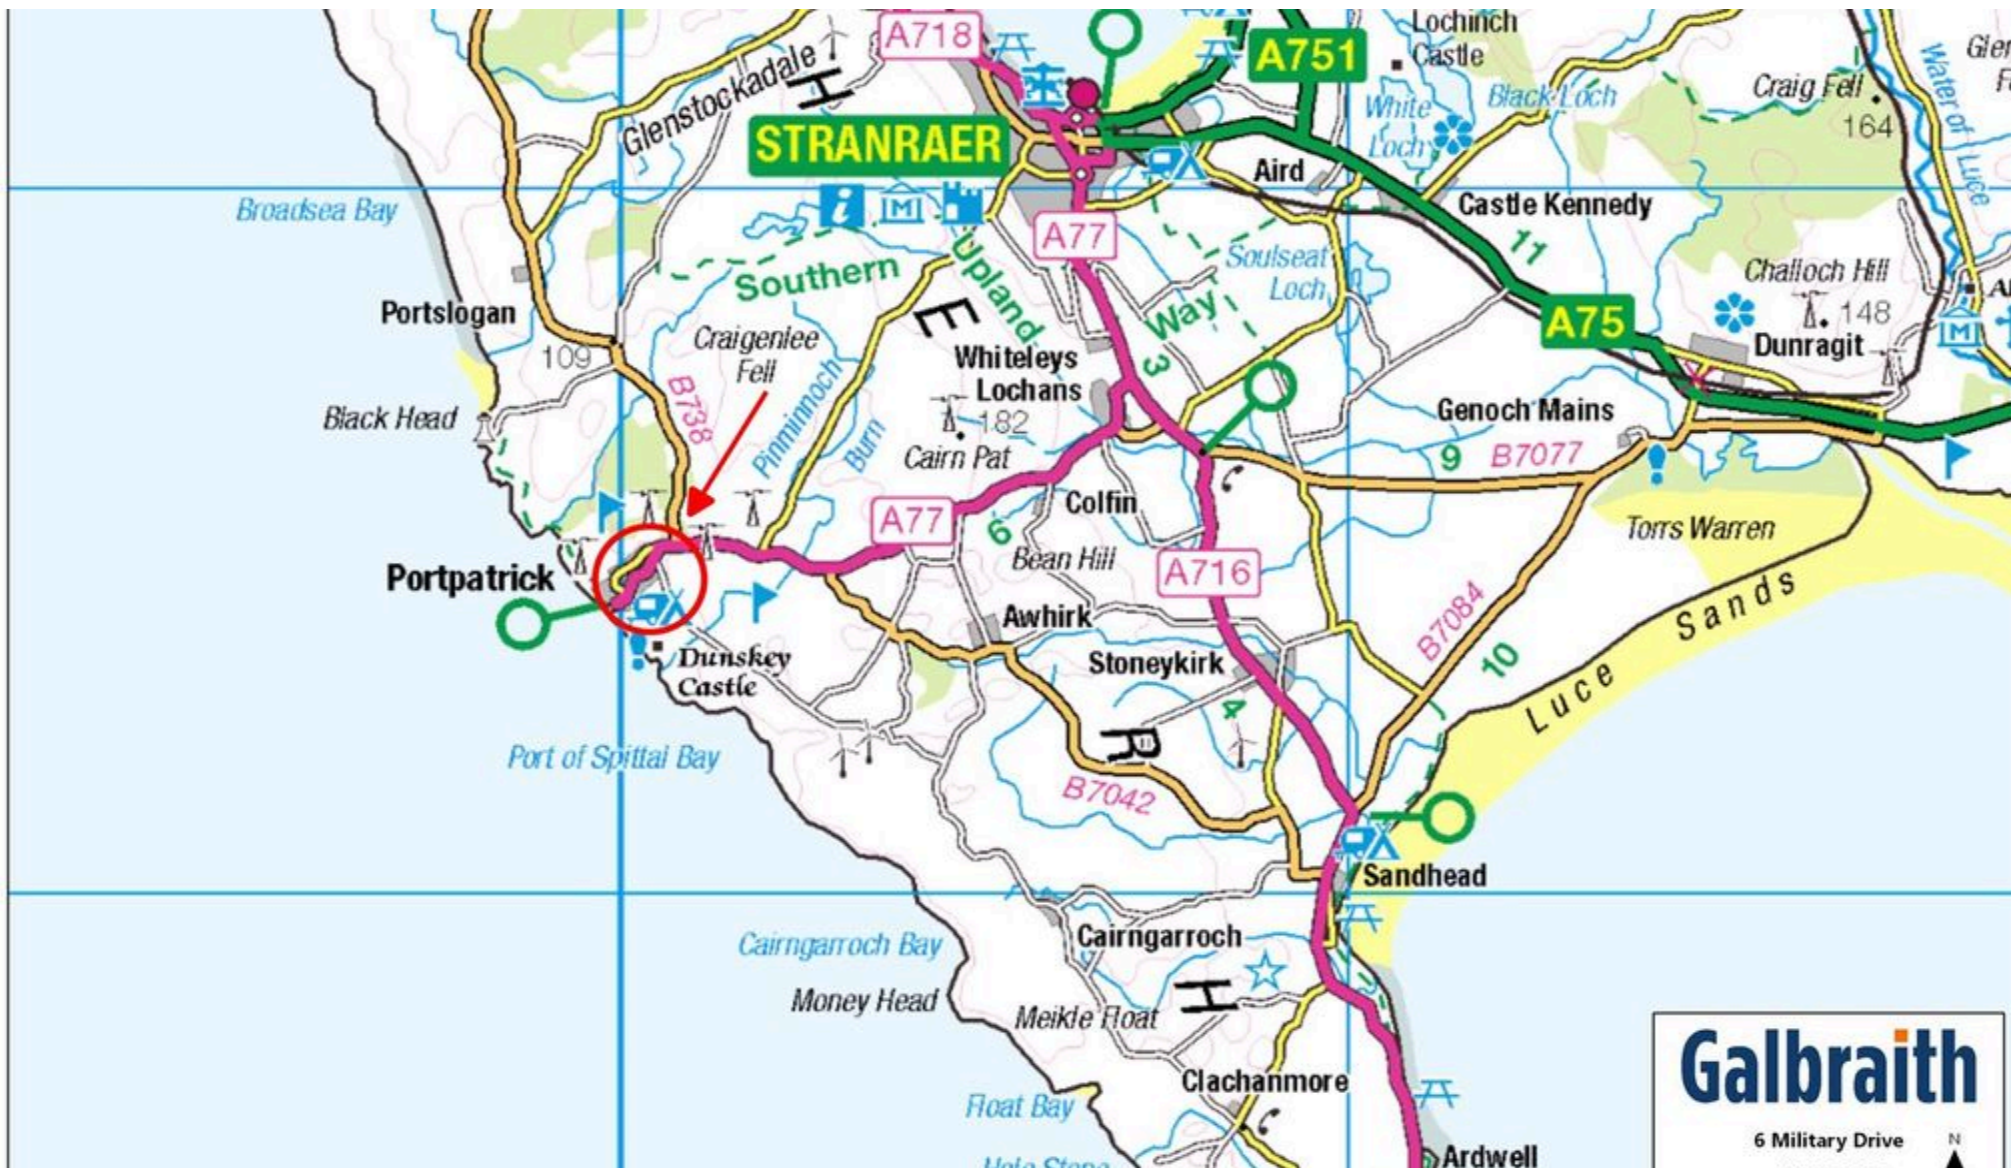 A718
A751
Lochinch
Castle
Craig Fell
164
Water of Luce
Glenstockadale
H
STRANRAER
White
Loch
Black Loch
Aird
i
M
Castle Kennedy
11
Broadsea Bay
A77
Southern
Upland
Way
Soulseat
Loch
Challoch Hill
148
M
Portslogan
109
Craigenlee
Fell
E
3
A75
Dunragit
Whiteleys
Lochans
B738
Pinminnoch
Burn
182
Cairn Pat
Black Head
Genoch Mains
9
B7077
Colfin
A77
6
Bean Hill
Torrs Warren
Portpatrick
A716
Awhirk
B7084
10
Luce Sands
Dunskey
Castle
Stoneykirk
4
R
Port of Spittal Bay
B7042
Sandhead
Cairngarroch Bay
Cairngarroch
Money Head
H
Meikle Float
Clachanmore
Float Bay
Ardwell
Galbraith
6 Military Drive
N